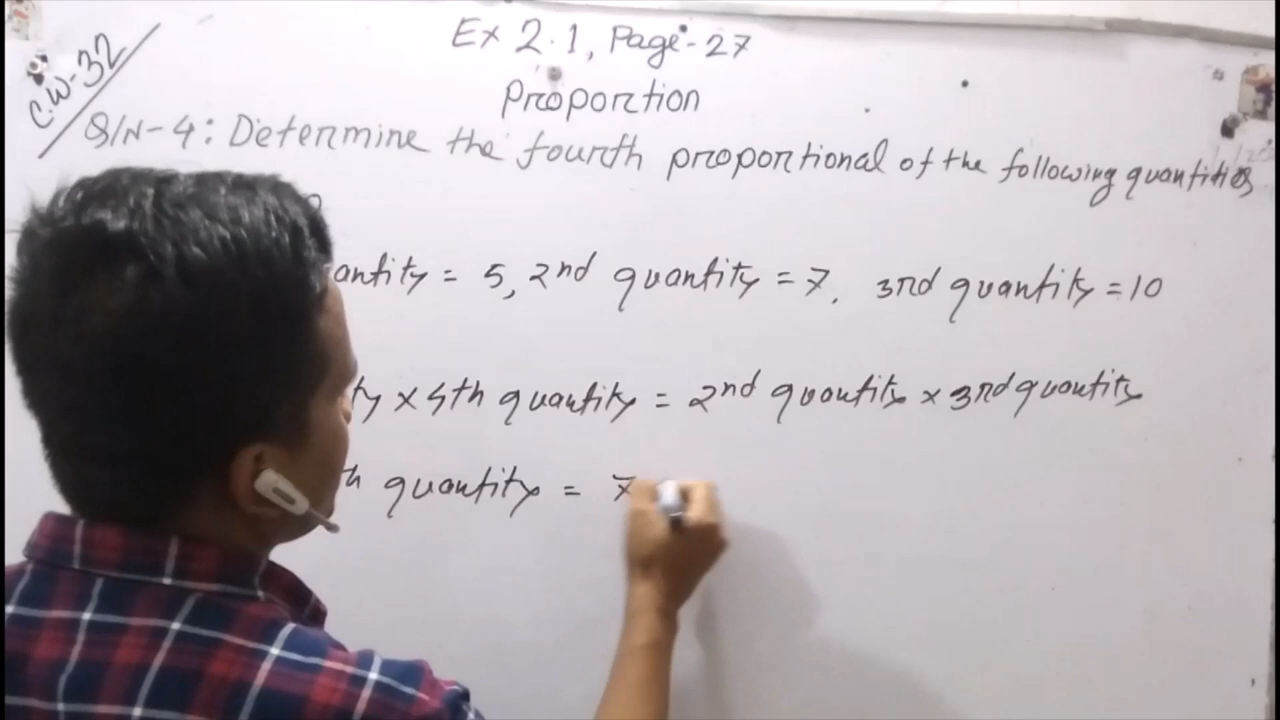 Ex 2.1, Page-27
C.W-32
Proportion
Q/N-4: Determine the fourth proportional of the following quantities
antity = 5, 2nd quantity = 7, 3rd quantity = 10
ty × 4th quantity = 2nd quantity × 3rd quantity
th quantity = 7